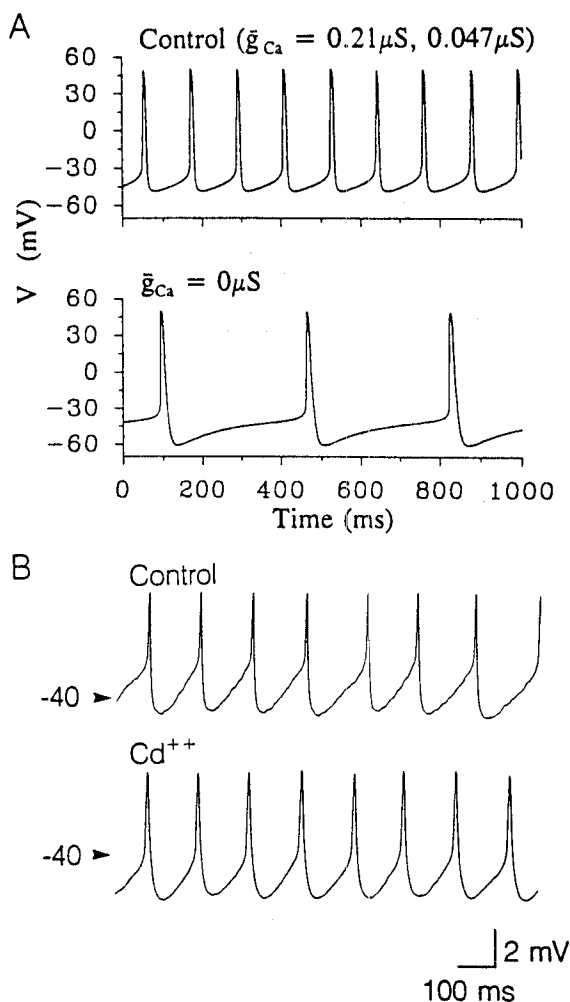 A
Control (ḡ Ca = 0.21μS, 0.047μS)
60
30
0
−30
−60
V (mV)
ḡCa = 0μS
60
30
0
−30
−60
0 200 400 600 800 1000
Time (ms)
B
Control
-40
Cd++
-40
2 mV
100 ms